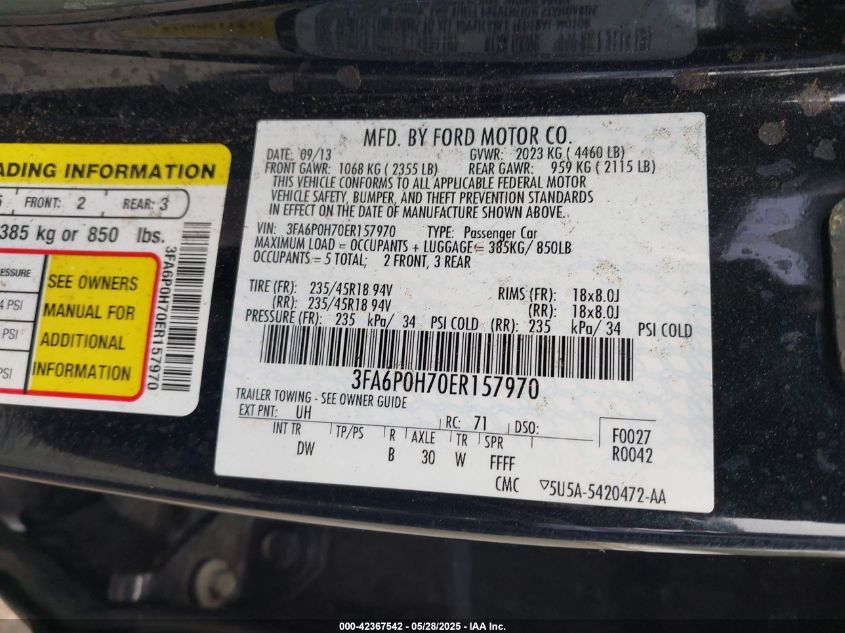 ADING INFORMATION
FRONT: 2 REAR: 3
385 kg or 850 lbs.
PRESSURE
SEE OWNERS
MANUAL FOR
ADDITIONAL
INFORMATION
PSI
PSI
PSI
3FA6P0H70ER157970
MFD. BY FORD MOTOR CO.
DATE: 09/13 GVWR: 2023 KG ( 4460 LB)
FRONT GAWR: 1068 KG ( 2355 LB) REAR GAWR: 959 KG ( 2115 LB)
THIS VEHICLE CONFORMS TO ALL APPLICABLE FEDERAL MOTOR
VEHICLE SAFETY, BUMPER, AND THEFT PREVENTION STANDARDS
IN EFFECT ON THE DATE OF MANUFACTURE SHOWN ABOVE.
VIN: 3FA6P0H70ER157970 TYPE: Passenger Car
MAXIMUM LOAD = OCCUPANTS + LUGGAGE = 385KG/ 850LB
OCCUPANTS = 5 TOTAL; 2 FRONT, 3 REAR
TIRE (FR): 235/45R18 94V RIMS (FR): 18x8.0J
(RR): 235/45R18 94V (RR): 18x8.0J
PRESSURE (FR): 235 kPa/ 34 PSI COLD (RR): 235 kPa/ 34 PSI COLD
3FA6P0H70ER157970
TRAILER TOWING - SEE OWNER GUIDE
EXT PNT: UH RC: 71 DSO:
INT TR TP/PS R AXLE TR SPR
DW B 30 W FFFF
F0027
R0042
CMC 5U5A-5420472-AA
000-42367542 - 05/28/2025 - IAA Inc.